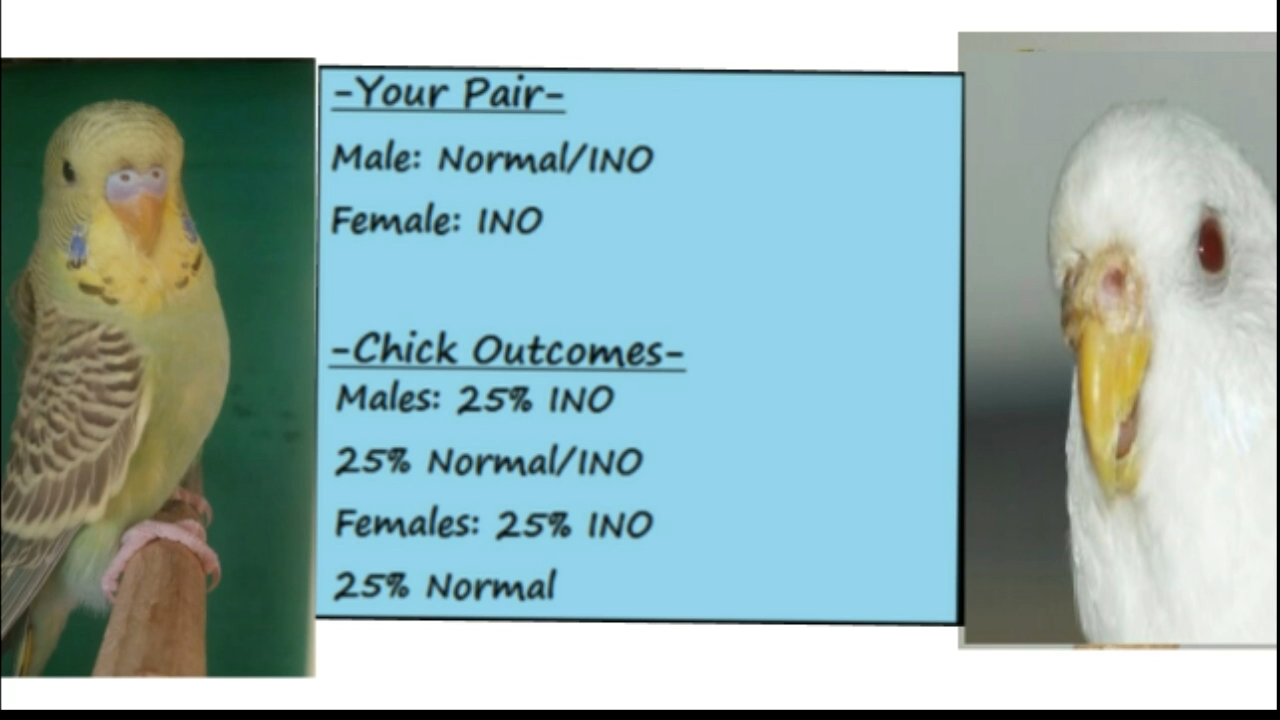 -Your Pair-
Male: Normal/INO
Female: INO
-Chick Outcomes-
Males: 25% INO
25% Normal/INO
Females: 25% INO
25% Normal